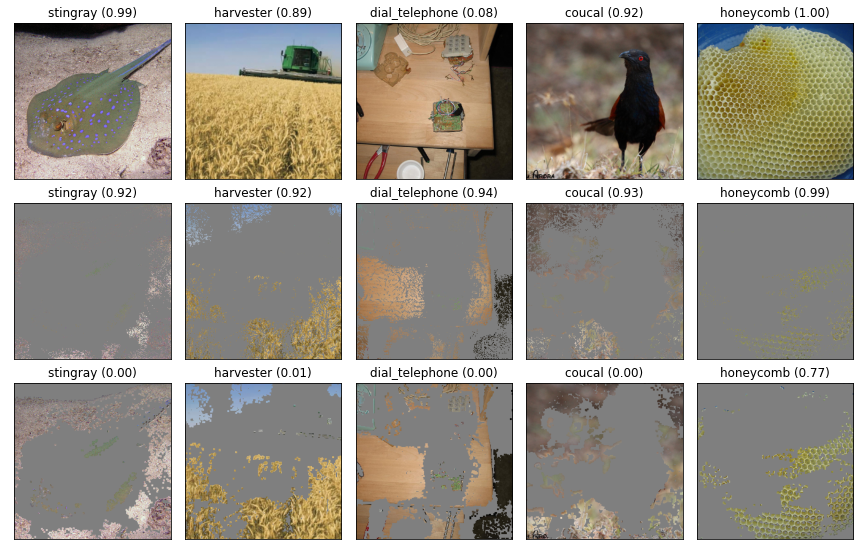 stingray (0.99) harvester (0.89) dial_telephone (0.08) coucal (0.92) honeycomb (1.00)
stingray (0.92) harvester (0.92) dial_telephone (0.94) coucal (0.93) honeycomb (0.99)
stingray (0.00) harvester (0.01) dial_telephone (0.00) coucal (0.00) honeycomb (0.77)